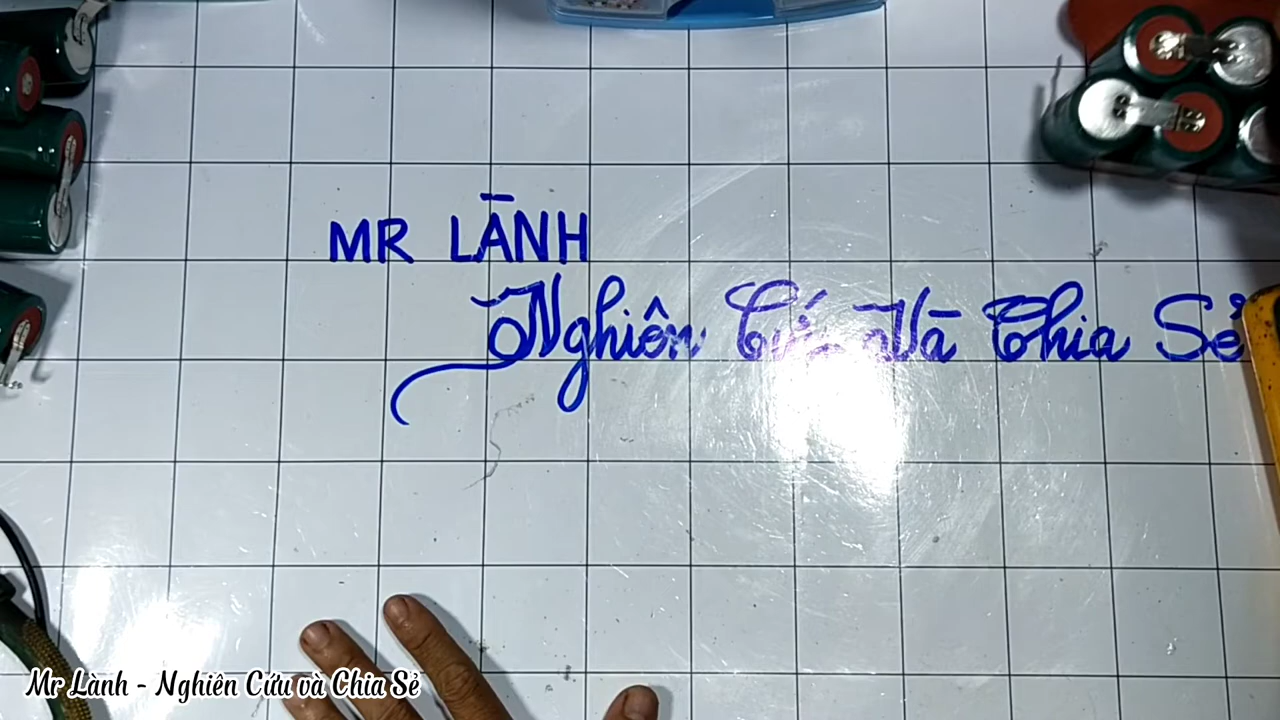 MR LÀNH
Nghiên Cứu Và Chia Sẻ
Mr Lành - Nghiên Cứu và Chia Sẻ